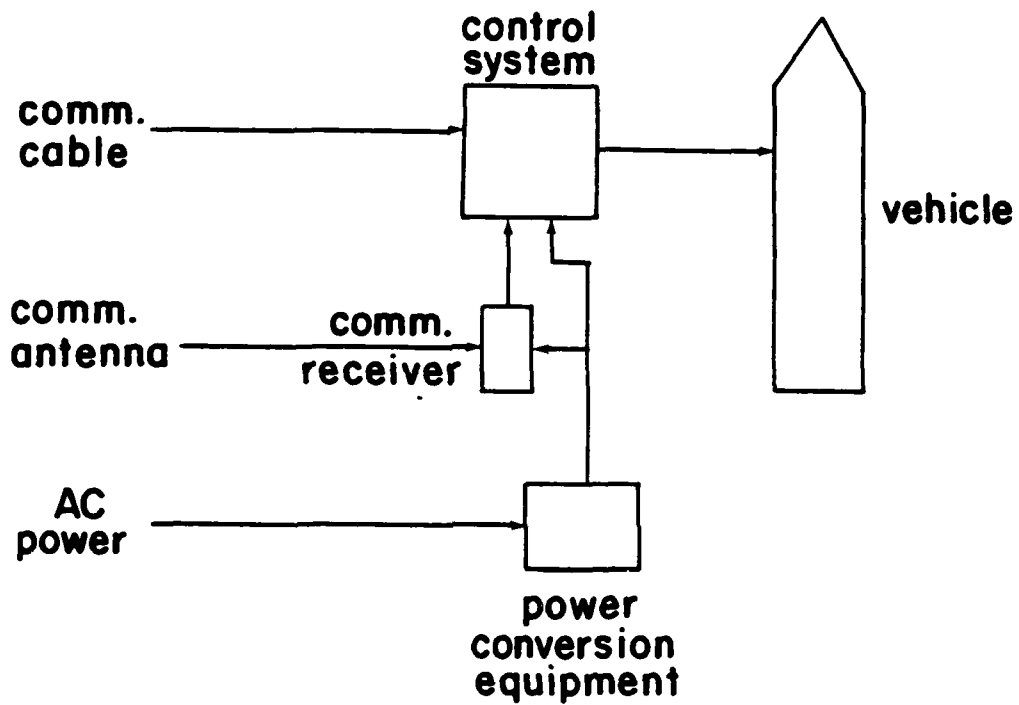 control
system
comm.
cable
vehicle
comm.
antenna
comm.
receiver
AC
power
power
conversion
equipment